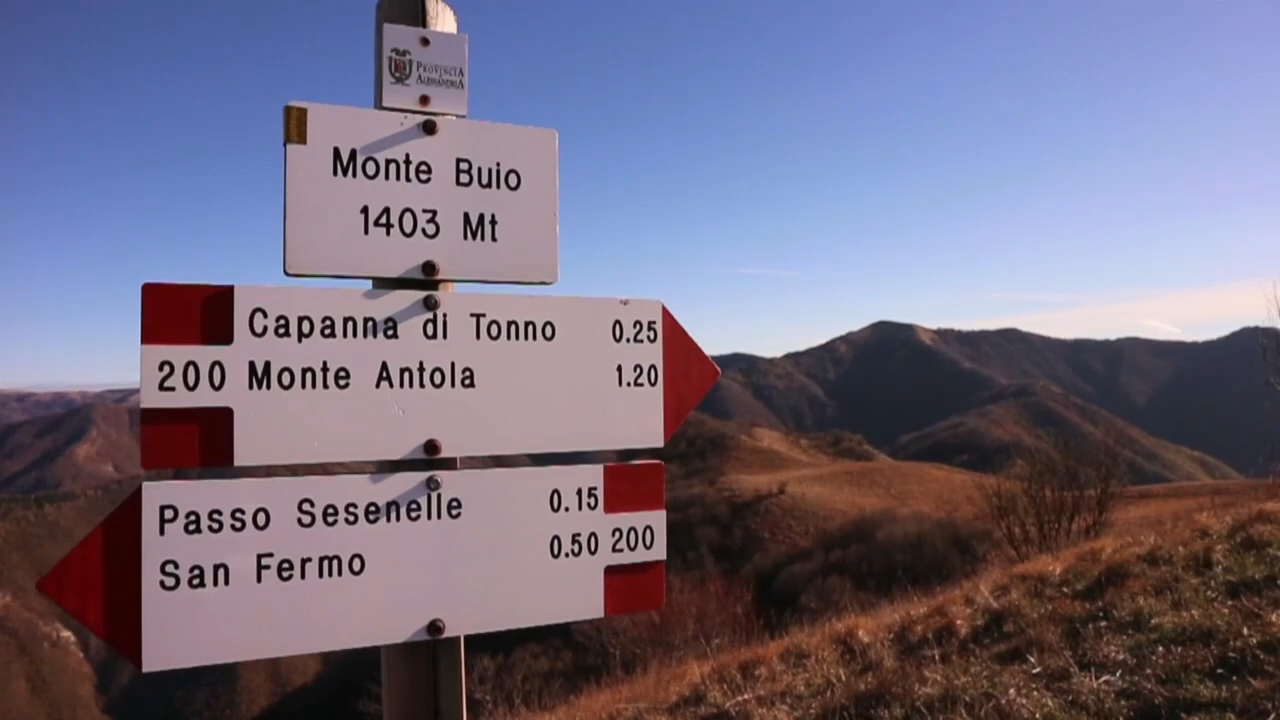 Provincia
Alessandria
Monte Buio
1403 Mt
Capanna di Tonno 0.25
200 Monte Antola 1.20
Passo Sesenelle 0.15
San Fermo 0.50 200